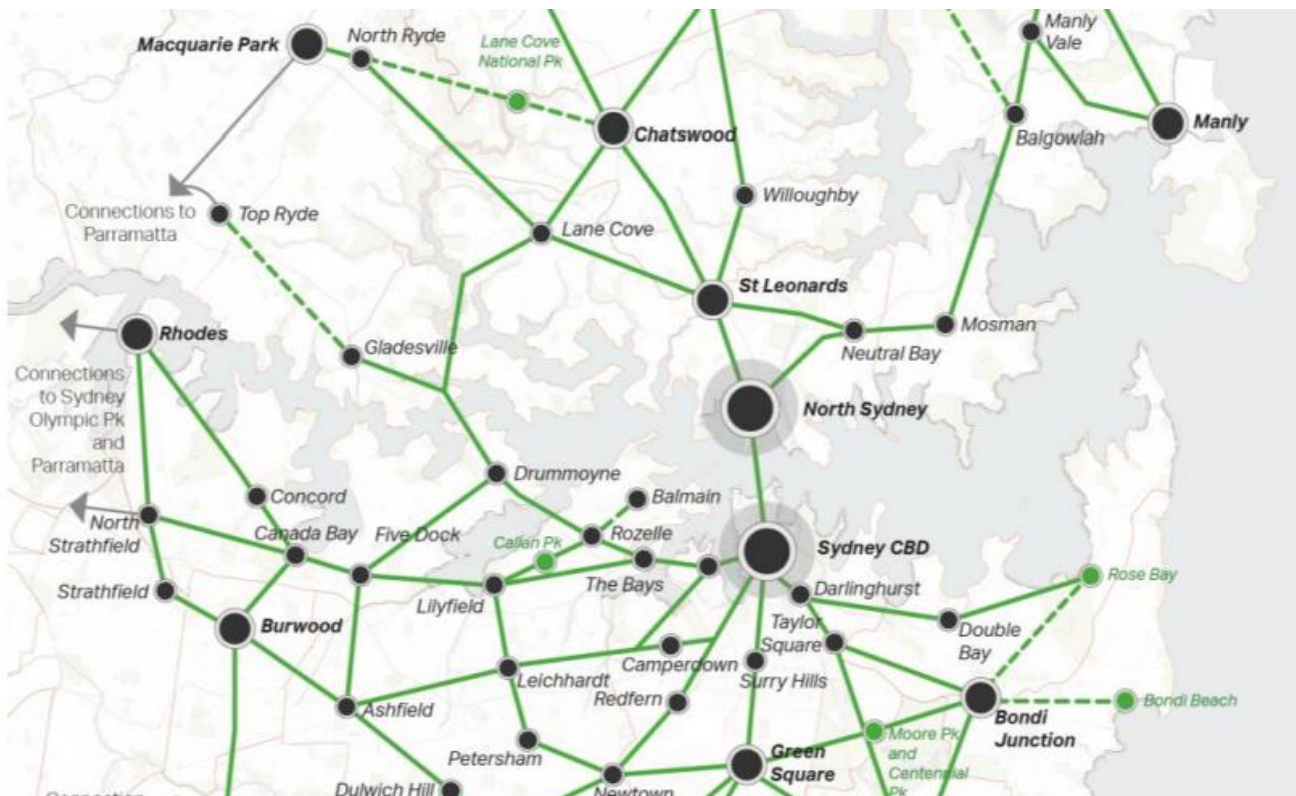 Macquarie Park
North Ryde
Lane Cove
National Pk
Chatswood
Manly
Vale
Balgowlah
Manly
Connections to
Parramatta
Top Ryde
Lane Cove
Willoughby
St Leonards
Rhodes
Gladesville
Neutral Bay
Mosman
Connections
to Sydney
Olympic Pk
and
Parramatta
North Sydney
Drummoyne
Balmain
Concord
North
Strathfield
Canada Bay
Five Dock
Callan Pk
Rozelle
Sydney CBD
Strathfield
Lilyfield
The Bays
Darlinghurst
Rose Bay
Burwood
Taylor
Square
Double
Bay
Camperdown
Surry Hills
Leichhardt
Redfern
Ashfield
Bondi
Junction
Bondi Beach
Petersham
Green
Square
Moore Pk
and
Centennial
Pk
Dulwich Hill
Newtown
Connection